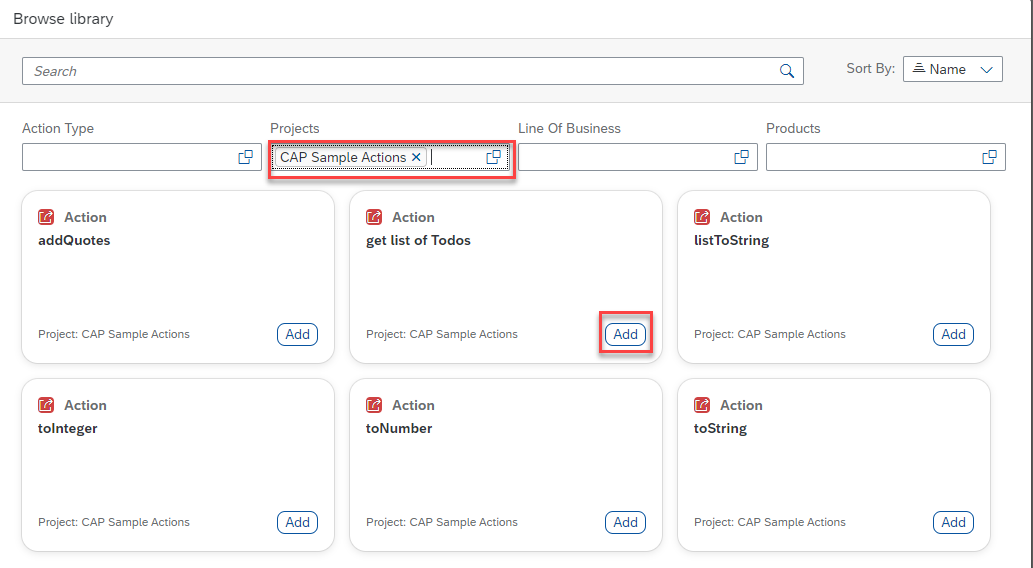 Browse library
Search
Sort By: Name
Action Type Projects Line Of Business Products
CAP Sample Actions
Action Action Action
addQuotes get list of Todos listToString
Project: CAP Sample Actions Add Project: CAP Sample Actions Add Project: CAP Sample Actions Add
Action Action Action
toInteger toNumber toString
Project: CAP Sample Actions Add Project: CAP Sample Actions Add Project: CAP Sample Actions Add